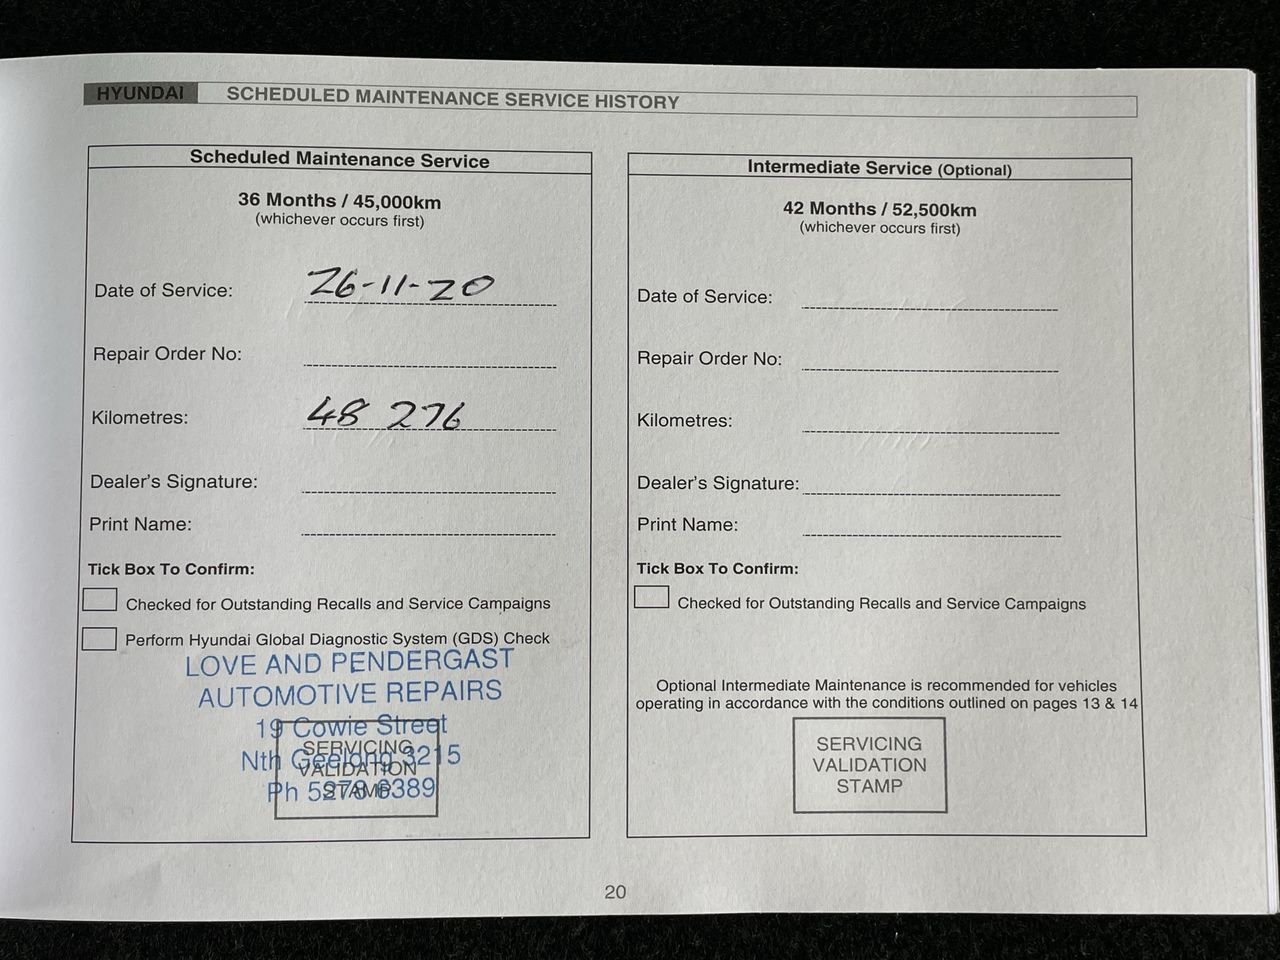 HYUNDAI SCHEDULED MAINTENANCE SERVICE HISTORY
Scheduled Maintenance Service
36 Months / 45,000km
(whichever occurs first)
Date of Service: 26-11-20
Repair Order No:
Kilometres: 48 276
Dealer's Signature:
Print Name:
Tick Box To Confirm:
Checked for Outstanding Recalls and Service Campaigns
Perform Hyundai Global Diagnostic System (GDS) Check
LOVE AND PENDERGAST
AUTOMOTIVE REPAIRS
19 Cowie Street
Nth Geelong 3215
Ph 5278 6389
SERVICING
VALIDATION
STAMP
Intermediate Service (Optional)
42 Months / 52,500km
(whichever occurs first)
Date of Service:
Repair Order No:
Kilometres:
Dealer's Signature:
Print Name:
Tick Box To Confirm:
Checked for Outstanding Recalls and Service Campaigns
Optional Intermediate Maintenance is recommended for vehicles
operating in accordance with the conditions outlined on pages 13 & 14
SERVICING
VALIDATION
STAMP
20